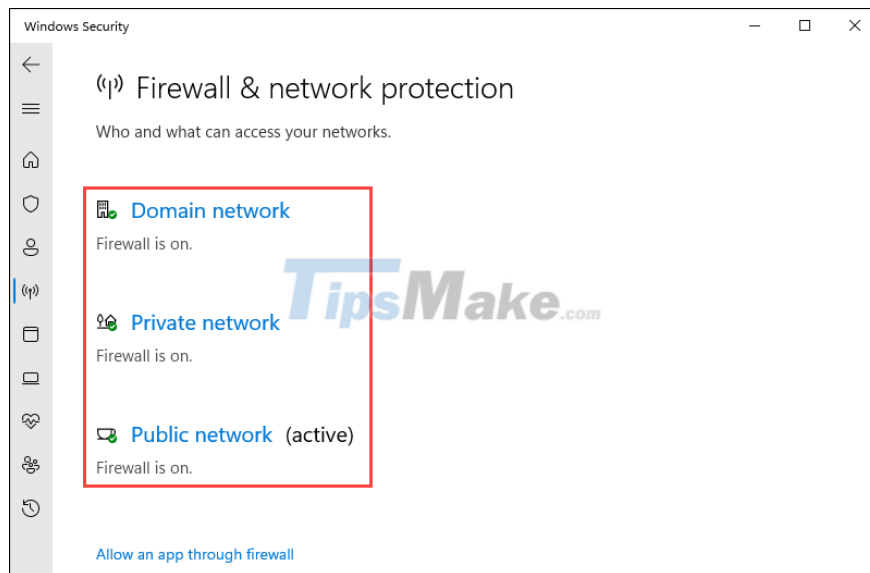 Windows Security
Firewall & network protection
Who and what can access your networks.
Domain network
Firewall is on.
TipsMake.com
Private network
Firewall is on.
Public network (active)
Firewall is on.
Allow an app through firewall